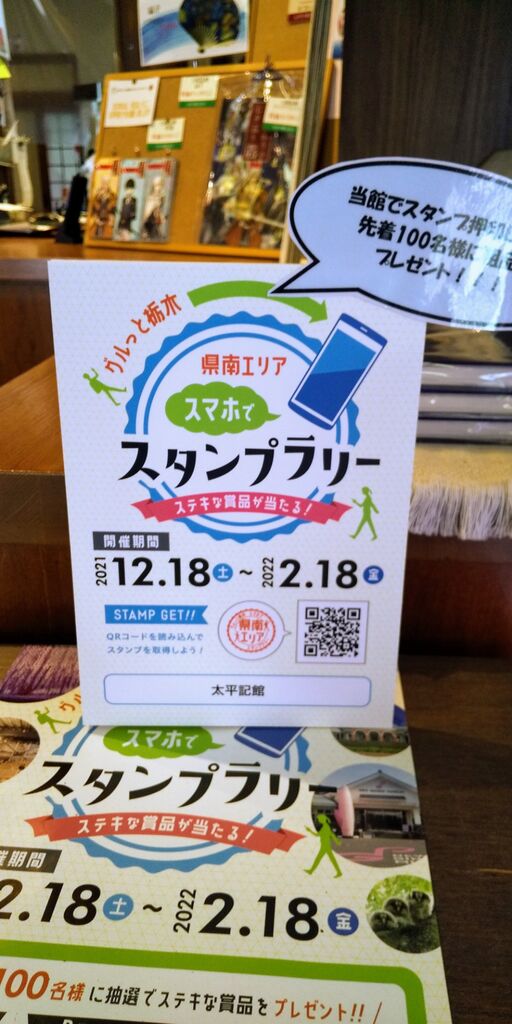 当館でスタンプ押印
先着100名様に
プレゼント!!!
グルっと栃木
県南エリア
スマホで
スタンプラリー
ステキな賞品が当たる!
開催期間
2021 12.18 土 ~ 2022 2.18 金
STAMP GET!!
QRコードを読み込んで
スタンプを取得しよう!
県南
エリア
太平記館
グル
スマホで
スタンプラリー
ステキな賞品が当たる!
催期間
2.18 土 ~ 2022 2.18 金
100名様に抽選でステキな賞品をプレゼント!!